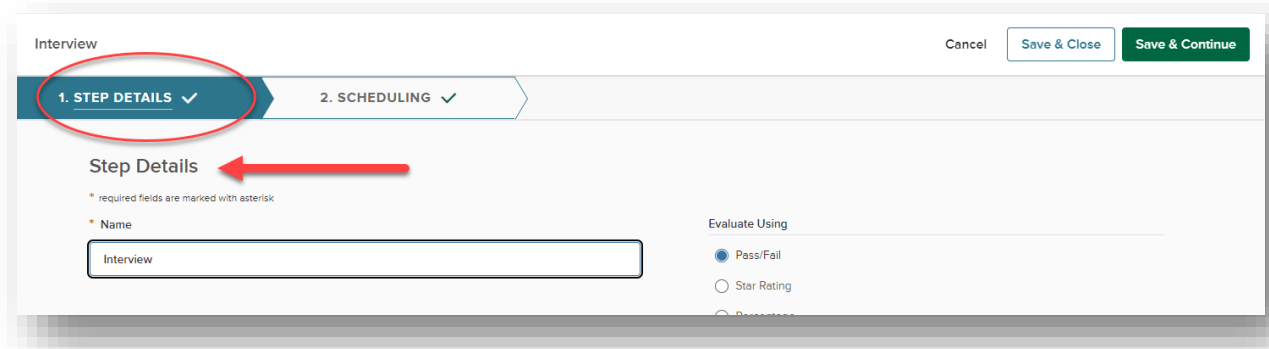 Interview
Cancel
Save & Close
Save & Continue
1. STEP DETAILS
2. SCHEDULING
Step Details
* required fields are marked with asterisk
* Name
Interview
Evaluate Using
Pass/Fail
Star Rating